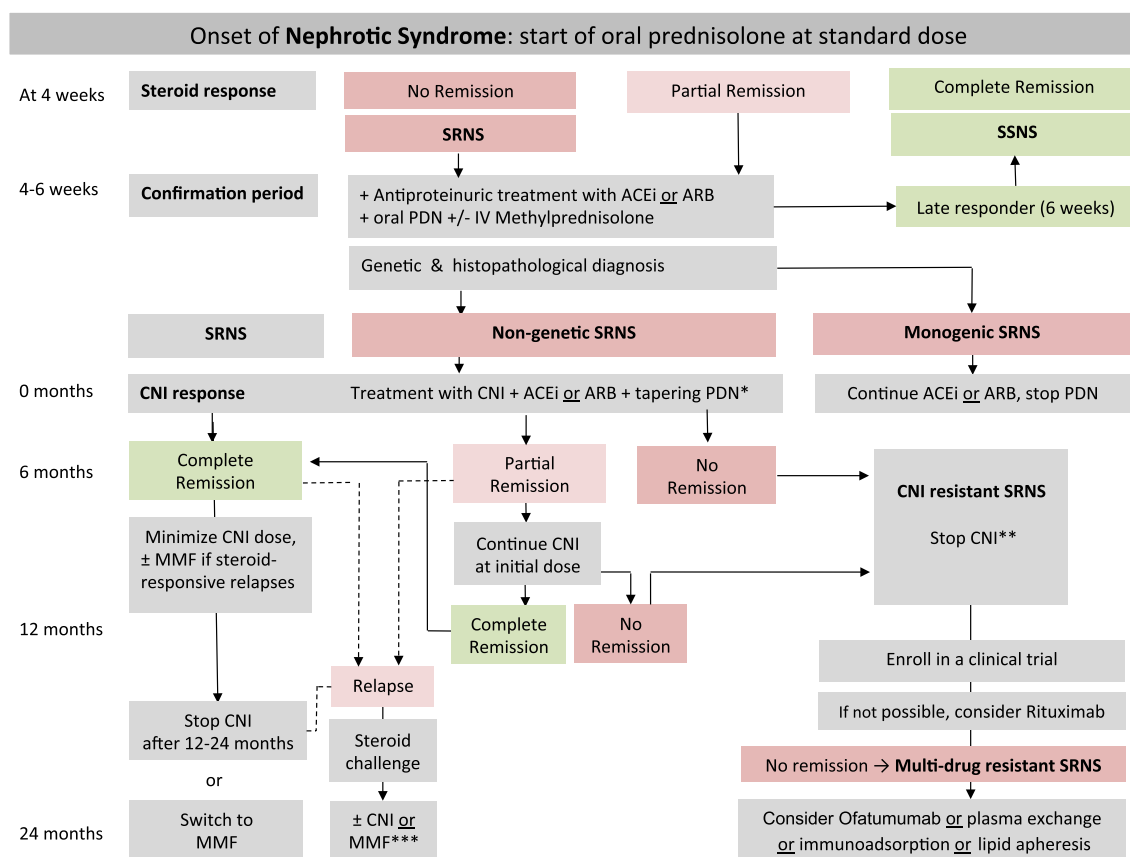 Onset of Nephrotic Syndrome: start of oral prednisolone at standard dose
At 4 weeks
Steroid response
No Remission
Partial Remission
Complete Remission
SRNS
SSNS
4-6 weeks
Confirmation period
+ Antiproteinuric treatment with ACEi or ARB
+ oral PDN +/- IV Methylprednisolone
Late responder (6 weeks)
Genetic & histopathological diagnosis
SRNS
Non-genetic SRNS
Monogenic SRNS
0 months
CNI response
Treatment with CNI + ACEi or ARB + tapering PDN*
Continue ACEi or ARB, stop PDN
6 months
Complete
Remission
Partial
Remission
No
Remission
CNI resistant SRNS
Stop CNI**
Minimize CNI dose,
± MMF if steroid-
responsive relapses
Continue CNI
at initial dose
12 months
Complete
Remission
No
Remission
Enroll in a clinical trial
Relapse
If not possible, consider Rituximab
Stop CNI
after 12-24 months
Steroid
challenge
No remission → Multi-drug resistant SRNS
or
24 months
Switch to
MMF
± CNI or
MMF***
Consider Ofatumumab or plasma exchange
or immunoadsorption or lipid apheresis